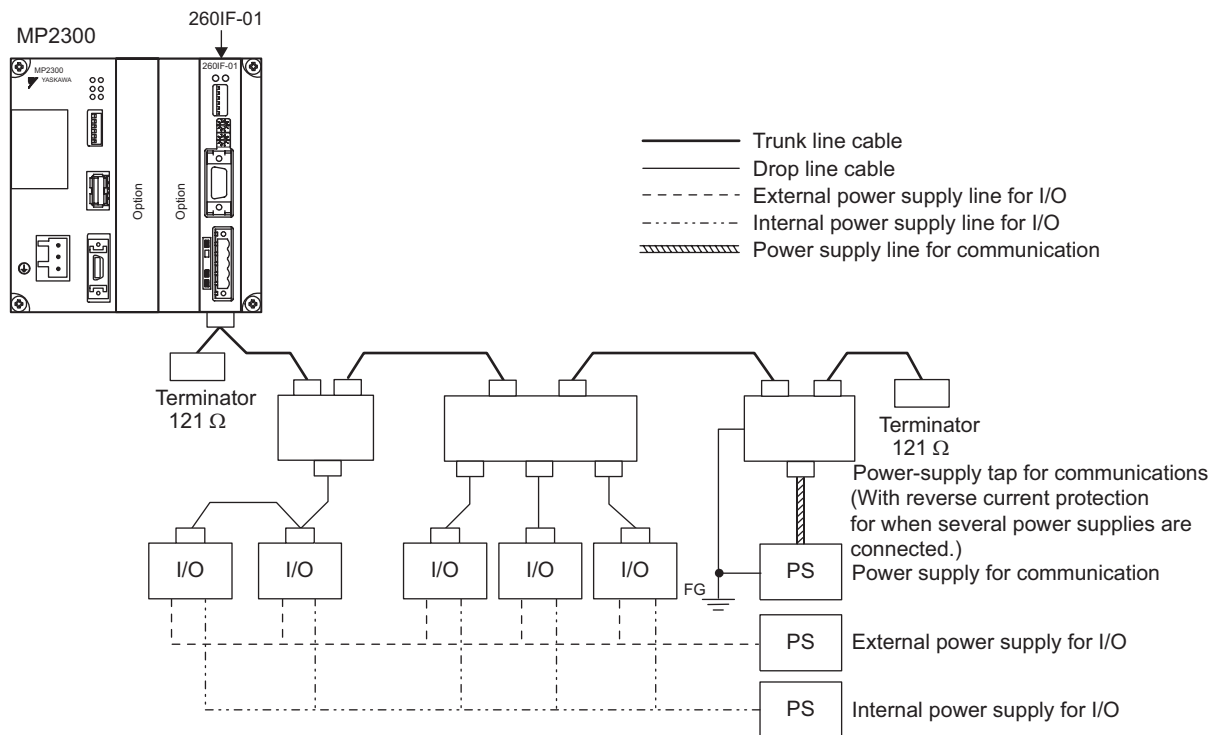 260IF-01
MP2300
MP2300
YASKAWA
260IF-01
Option
Option
Trunk line cable
Drop line cable
External power supply line for I/O
Internal power supply line for I/O
Power supply line for communication
Terminator
121 Ω
Terminator
121 Ω
Power-supply tap for communications
(With reverse current protection
for when several power supplies are
connected.)
I/O
I/O
I/O
I/O
I/O
FG
PS
Power supply for communication
PS
External power supply for I/O
PS
Internal power supply for I/O